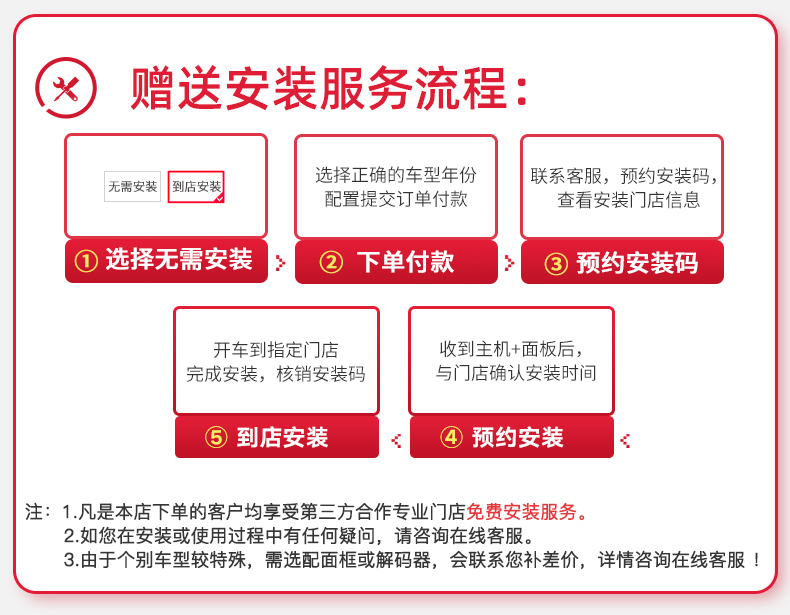 赠送安装服务流程：
无需安装 到店安装
① 选择无需安装
选择正确的车型年份
配置提交订单付款
② 下单付款
联系客服，预约安装码，
查看安装门店信息
③ 预约安装码
收到主机+面板后，
与门店确认安装时间
④ 预约安装
开车到指定门店
完成安装，核销安装码
⑤ 到店安装
注：1.凡是本店下单的客户均享受第三方合作专业门店免费安装服务。
2.如您在安装或使用过程中有任何疑问，请咨询在线客服。
3.由于个别车型较特殊，需选配面框或解码器，会联系您补差价，详情咨询在线客服！